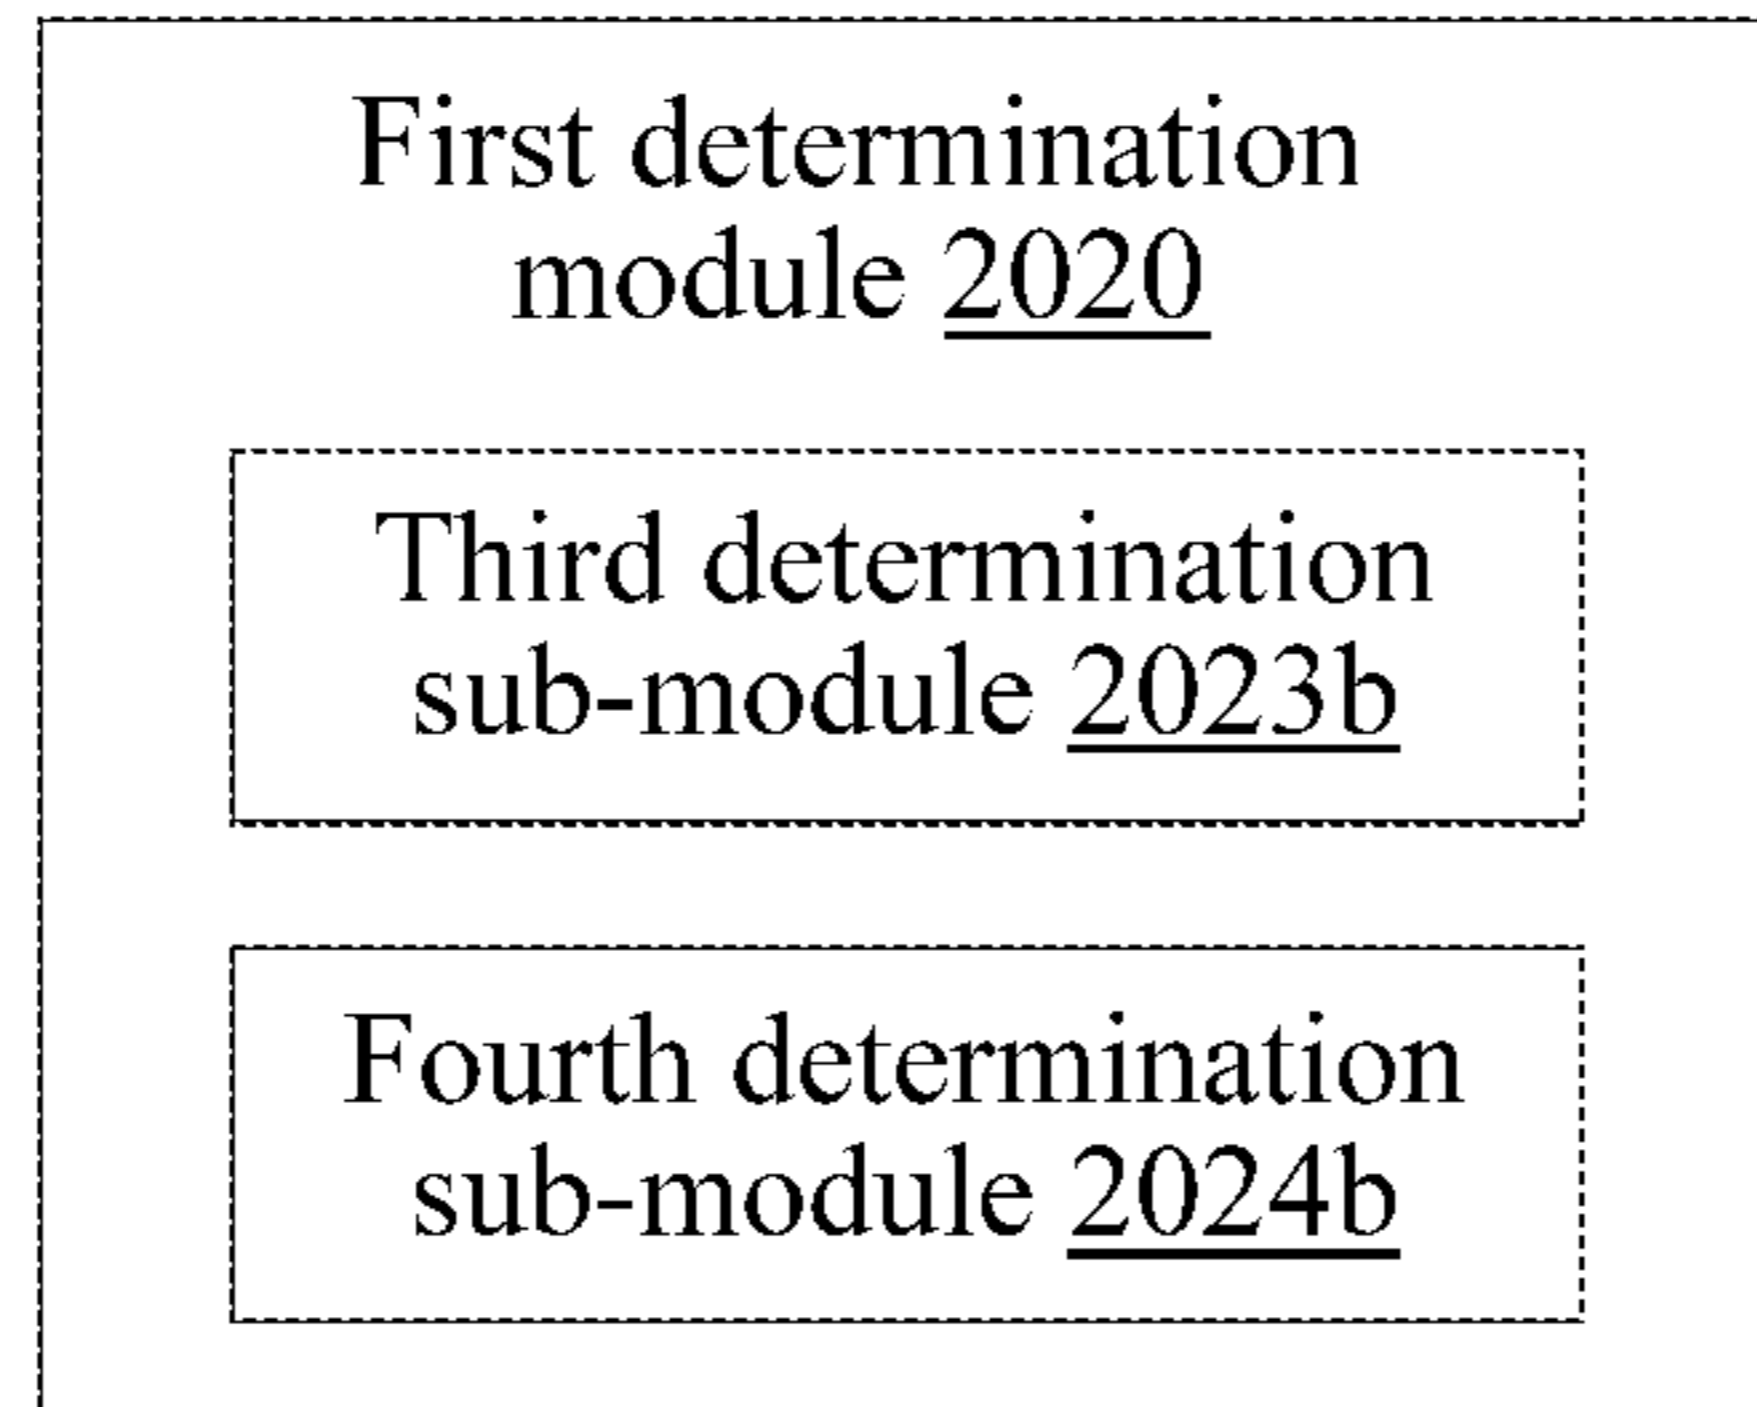 First determination
module 2020
Third determination
sub-module 2023b
Fourth determination
sub-module 2024b